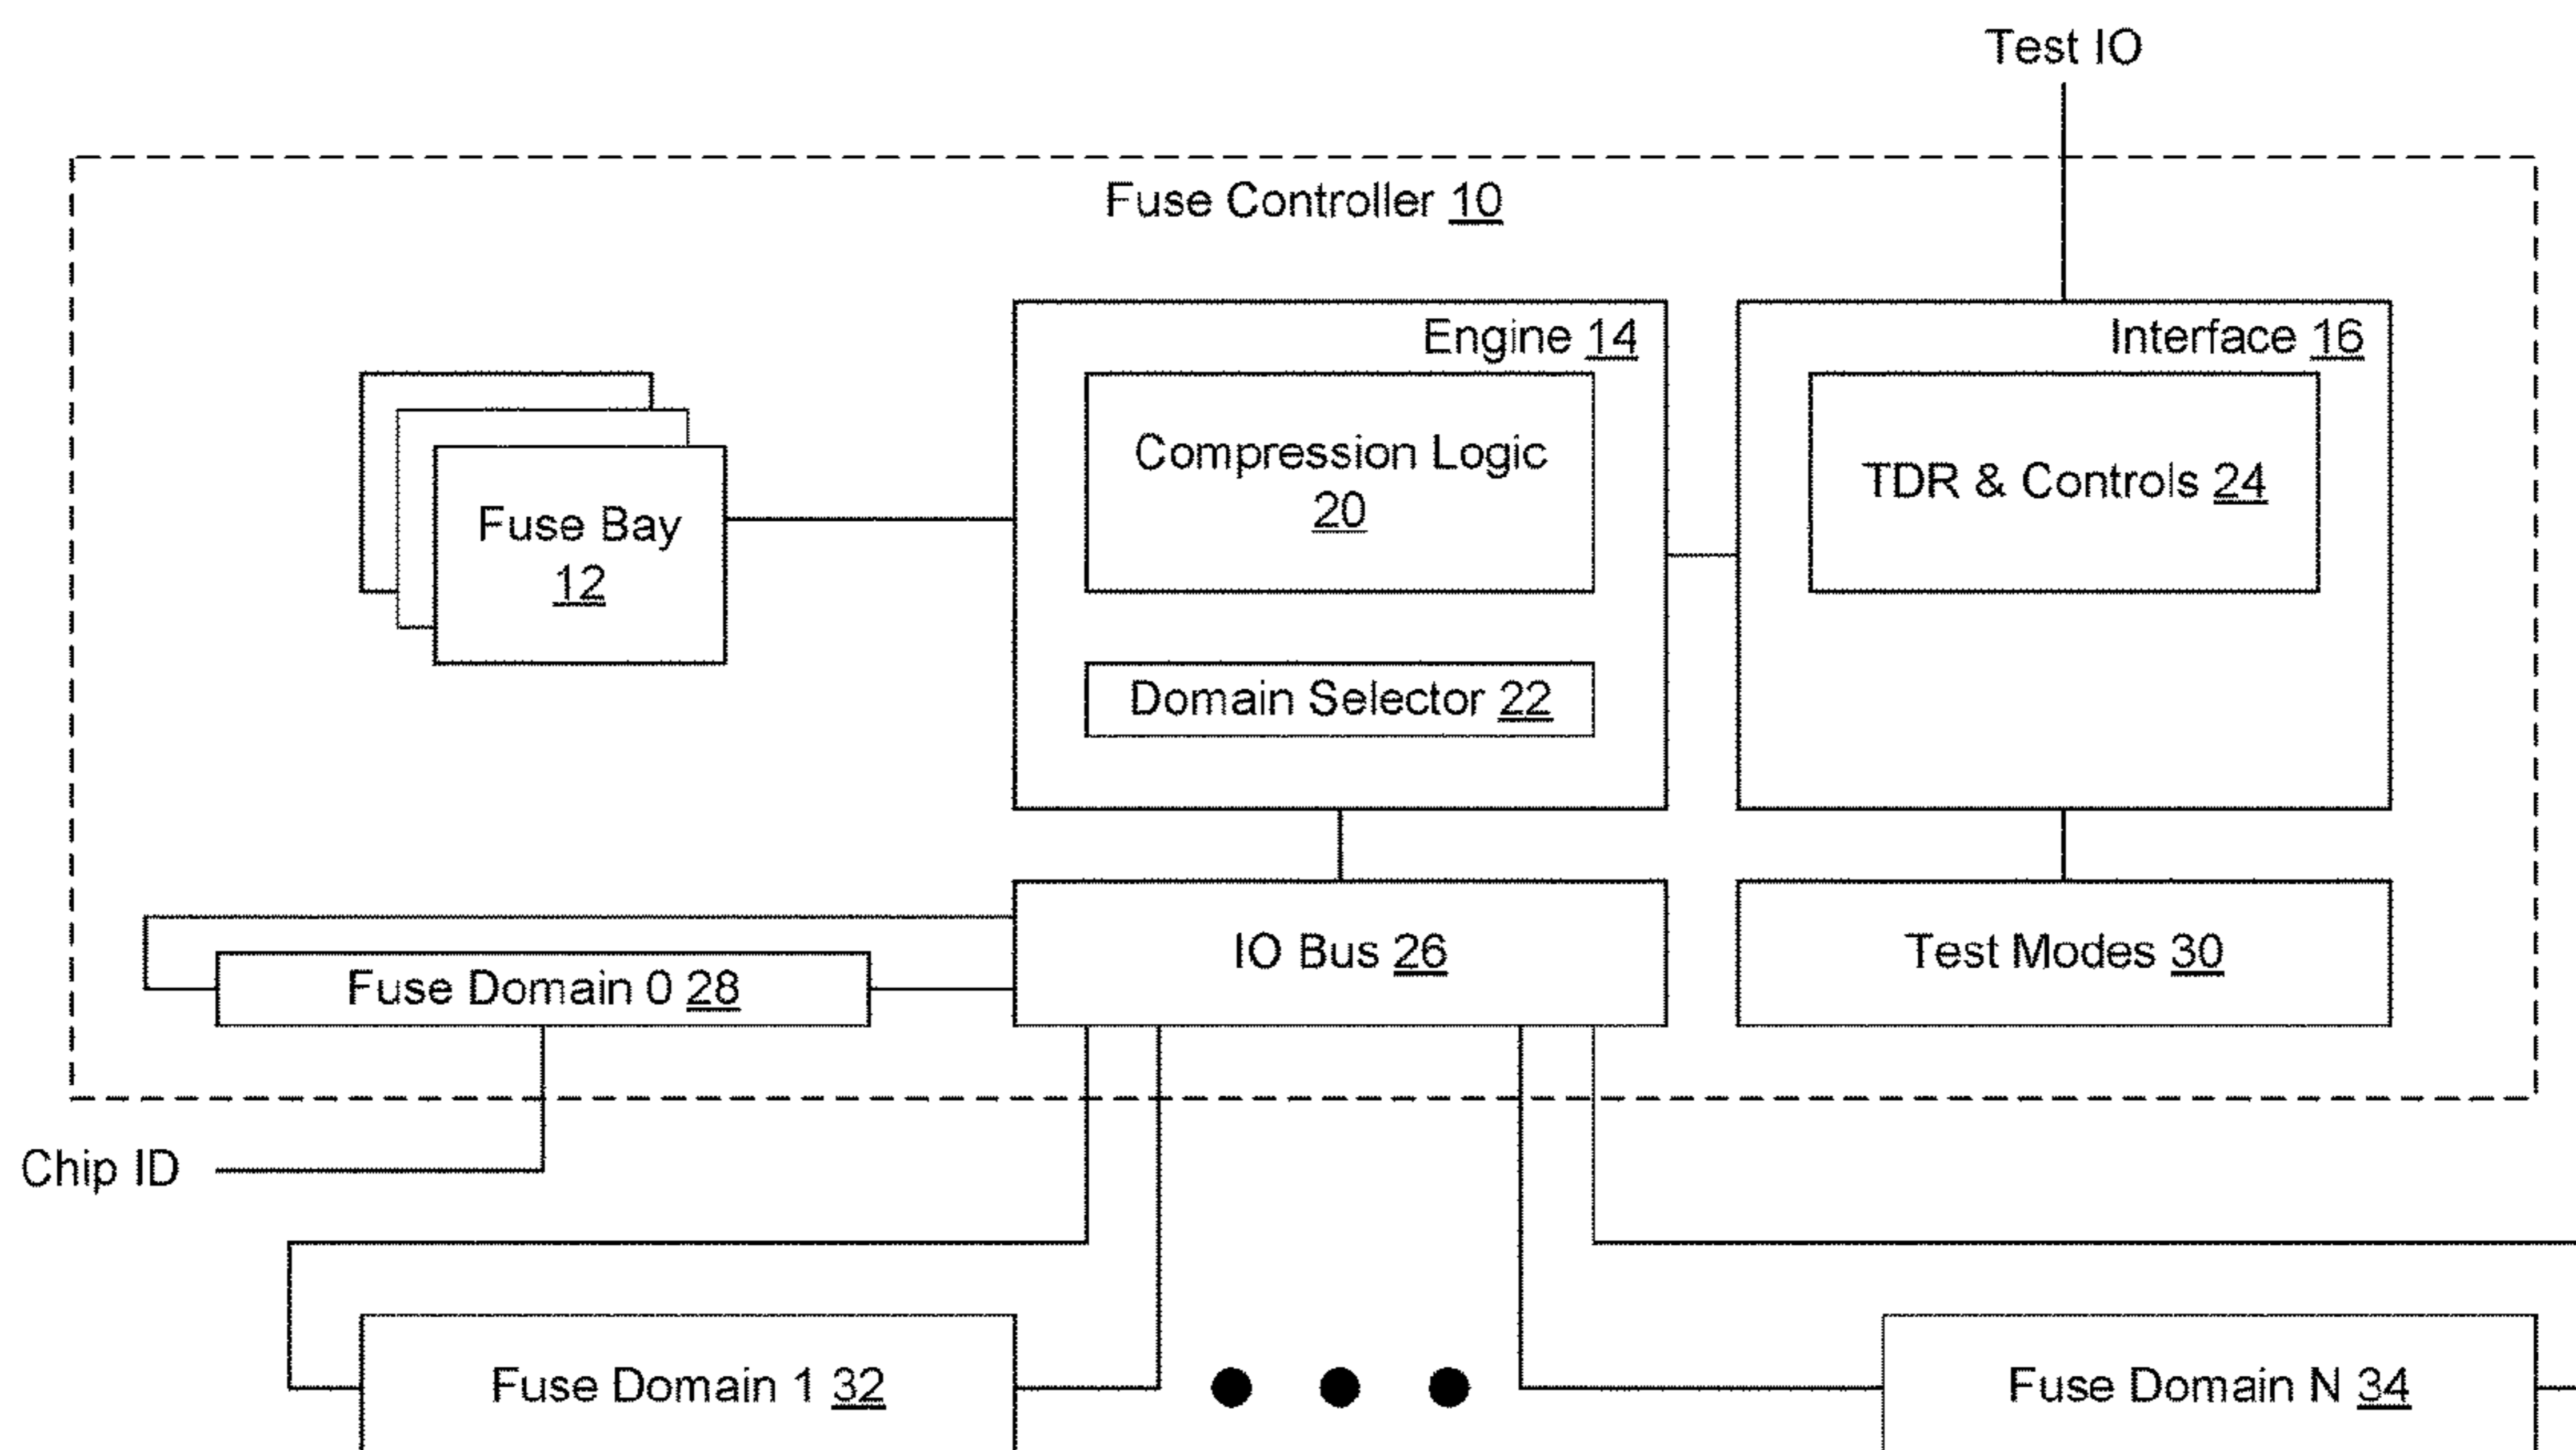 Test IO
Fuse Controller 10
Engine 14
Interface 16
Compression Logic
20
TDR & Controls 24
Fuse Bay
12
Domain Selector 22
IO Bus 26
Test Modes 30
Fuse Domain 0 28
Chip ID
Fuse Domain 1 32
Fuse Domain N 34